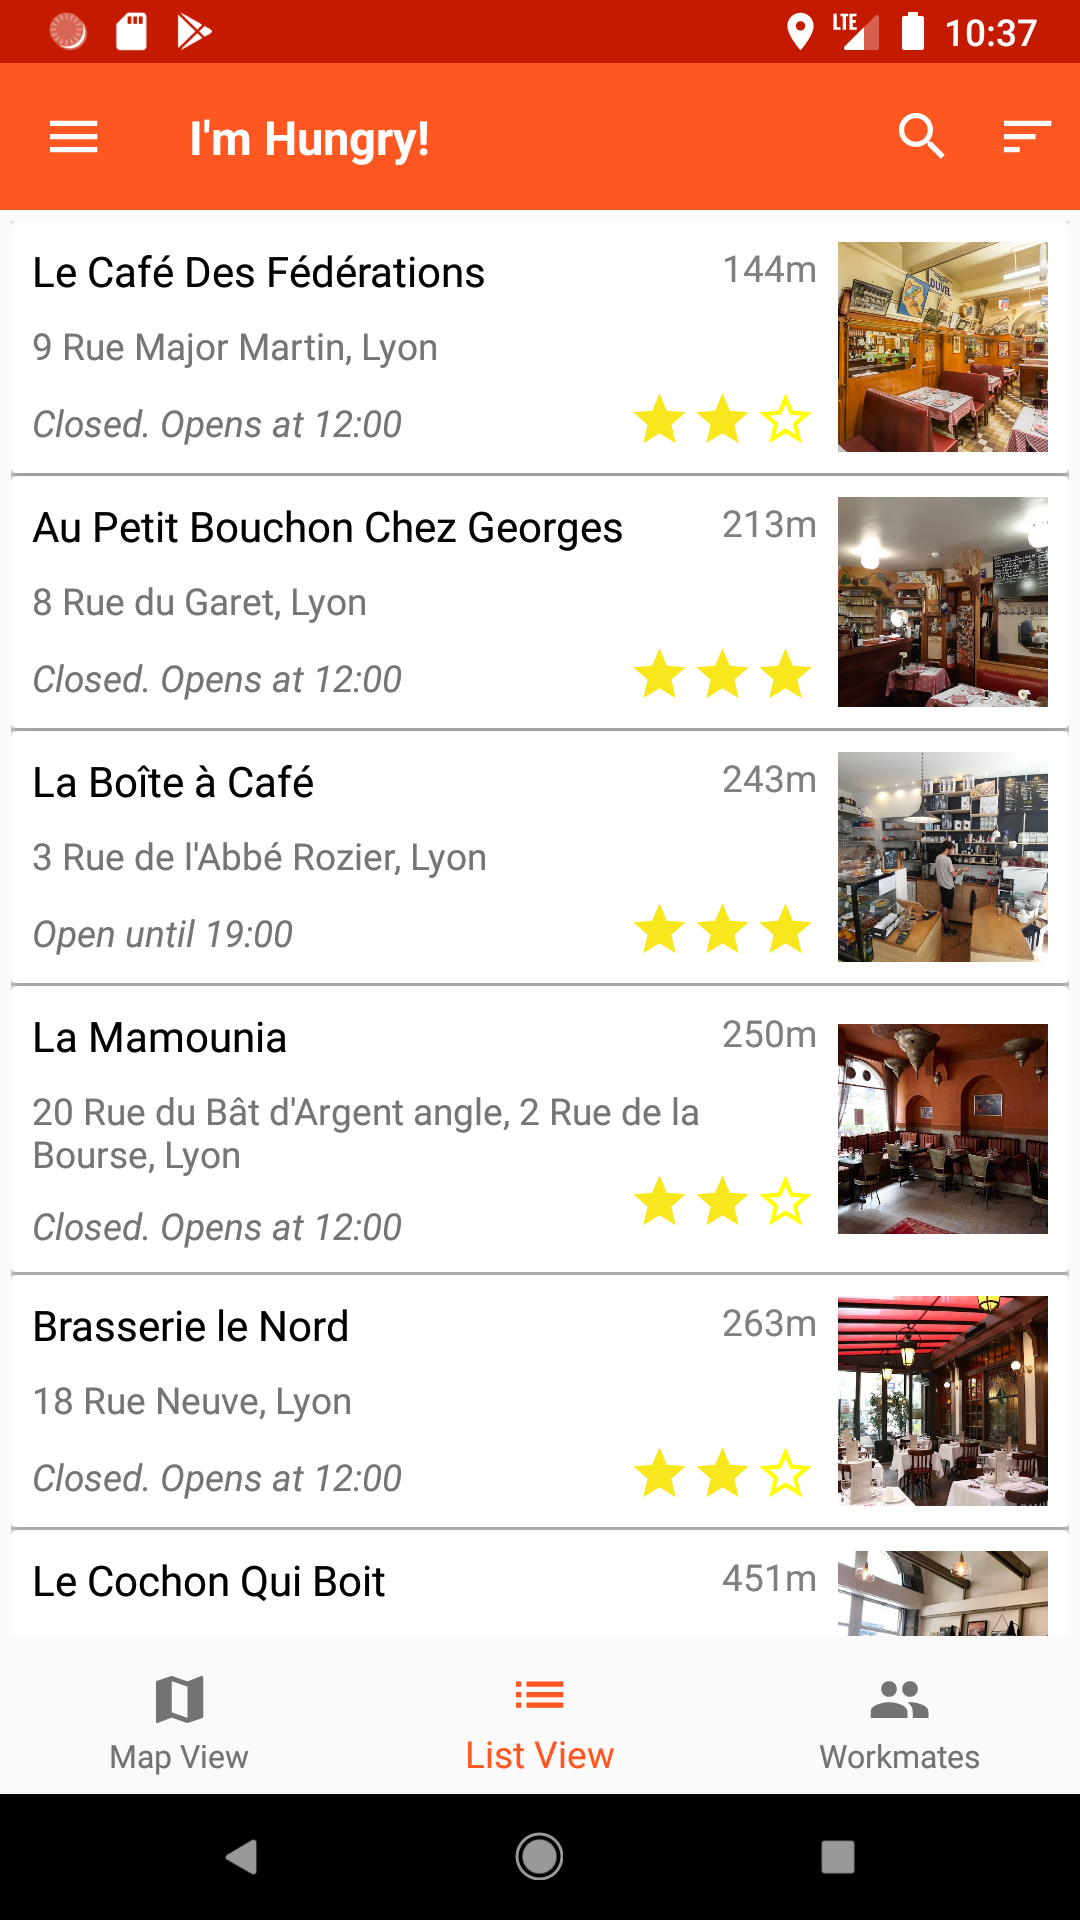 LTE 10:37
I'm Hungry!
Le Café Des Fédérations 144m
9 Rue Major Martin, Lyon
Closed. Opens at 12:00
DUVEL
Au Petit Bouchon Chez Georges 213m
8 Rue du Garet, Lyon
Closed. Opens at 12:00
La Boîte à Café 243m
3 Rue de l'Abbé Rozier, Lyon
Open until 19:00
La Mamounia 250m
20 Rue du Bât d'Argent angle, 2 Rue de la
Bourse, Lyon
Closed. Opens at 12:00
Brasserie le Nord 263m
18 Rue Neuve, Lyon
Closed. Opens at 12:00
Le Cochon Qui Boit 451m
Map View List View Workmates